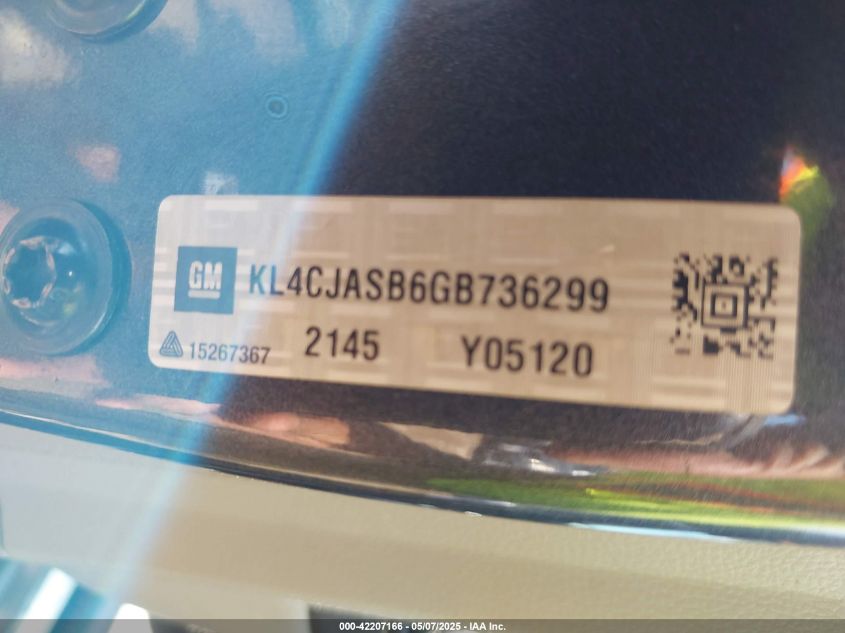 GM KL4CJASB6GB736299
15267367 2145 Y05120
000-42207166 - 05/07/2025 - IAA Inc.